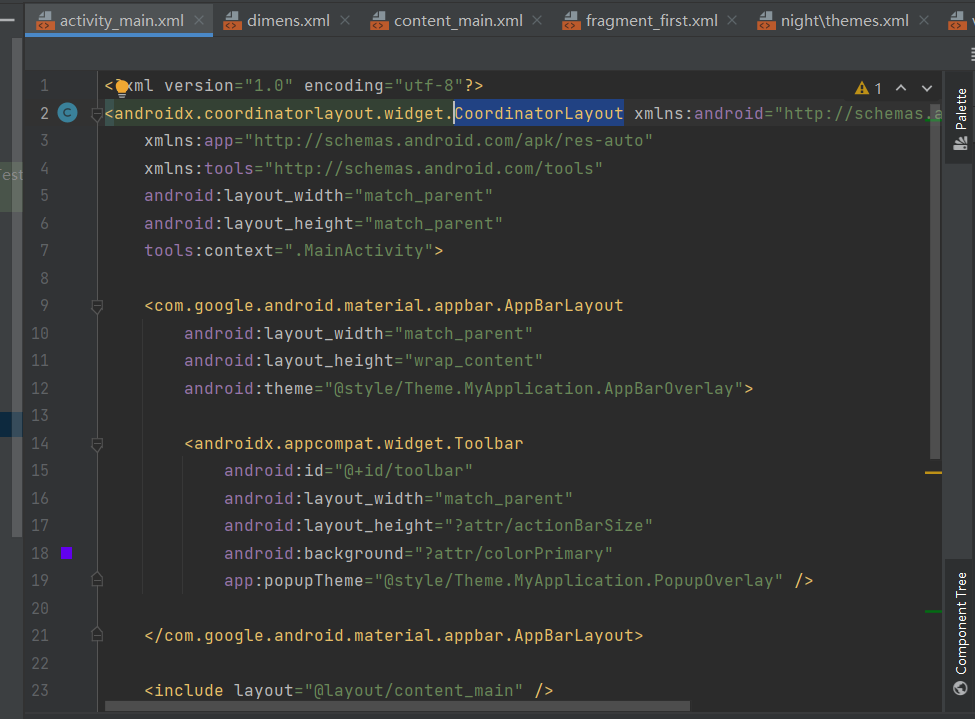 activity_main.xml dimens.xml content_main.xml fragment_first.xml night\themes.xml
1 <?xml version="1.0" encoding="utf-8"?>
1
2 <androidx.coordinatorlayout.widget.CoordinatorLayout xmlns:android="http://schemas.a
3 xmlns:app="http://schemas.android.com/apk/res-auto"
4 xmlns:tools="http://schemas.android.com/tools"
5 android:layout_width="match_parent"
6 android:layout_height="match_parent"
7 tools:context=".MainActivity">
8
9 <com.google.android.material.appbar.AppBarLayout
10 android:layout_width="match_parent"
11 android:layout_height="wrap_content"
12 android:theme="@style/Theme.MyApplication.AppBarOverlay">
13
14 <androidx.appcompat.widget.Toolbar
15 android:id="@+id/toolbar"
16 android:layout_width="match_parent"
17 android:layout_height="?attr/actionBarSize"
18 android:background="?attr/colorPrimary"
19 app:popupTheme="@style/Theme.MyApplication.PopupOverlay" />
20
21 </com.google.android.material.appbar.AppBarLayout>
22
23 <include layout="@layout/content_main" />
Palette
Component Tree